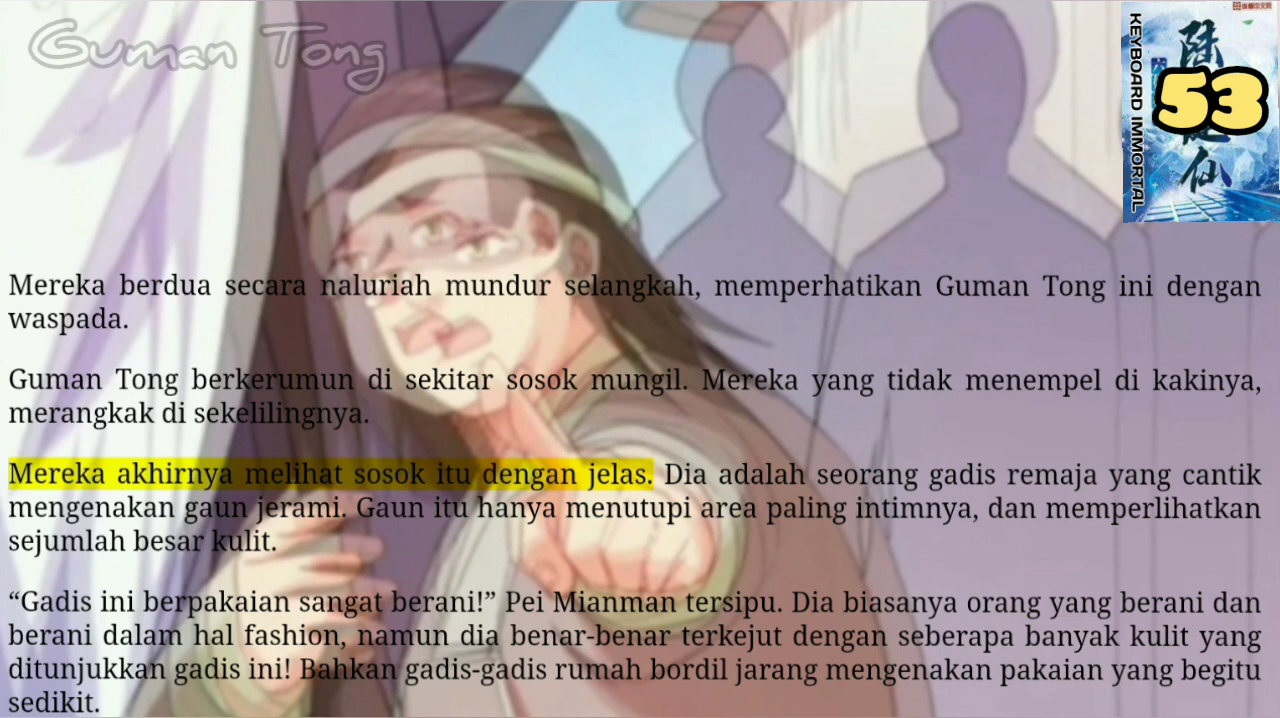 Guman Tong
KEYBOARD IMMORTAL
53
Mereka berdua secara naluriah mundur selangkah, memperhatikan Guman Tong ini dengan
waspada.
Guman Tong berkerumun di sekitar sosok mungil. Mereka yang tidak menempel di kakinya,
merangkak di sekelilingnya.
Mereka akhirnya melihat sosok itu dengan jelas. Dia adalah seorang gadis remaja yang cantik
mengenakan gaun jerami. Gaun itu hanya menutupi area paling intimnya, dan memperlihatkan
sejumlah besar kulit.
“Gadis ini berpakaian sangat berani!” Pei Mianman tersipu. Dia biasanya orang yang berani dan
berani dalam hal fashion, namun dia benar-benar terkejut dengan seberapa banyak kulit yang
ditunjukkan gadis ini! Bahkan gadis-gadis rumah bordil jarang mengenakan pakaian yang begitu
sedikit.